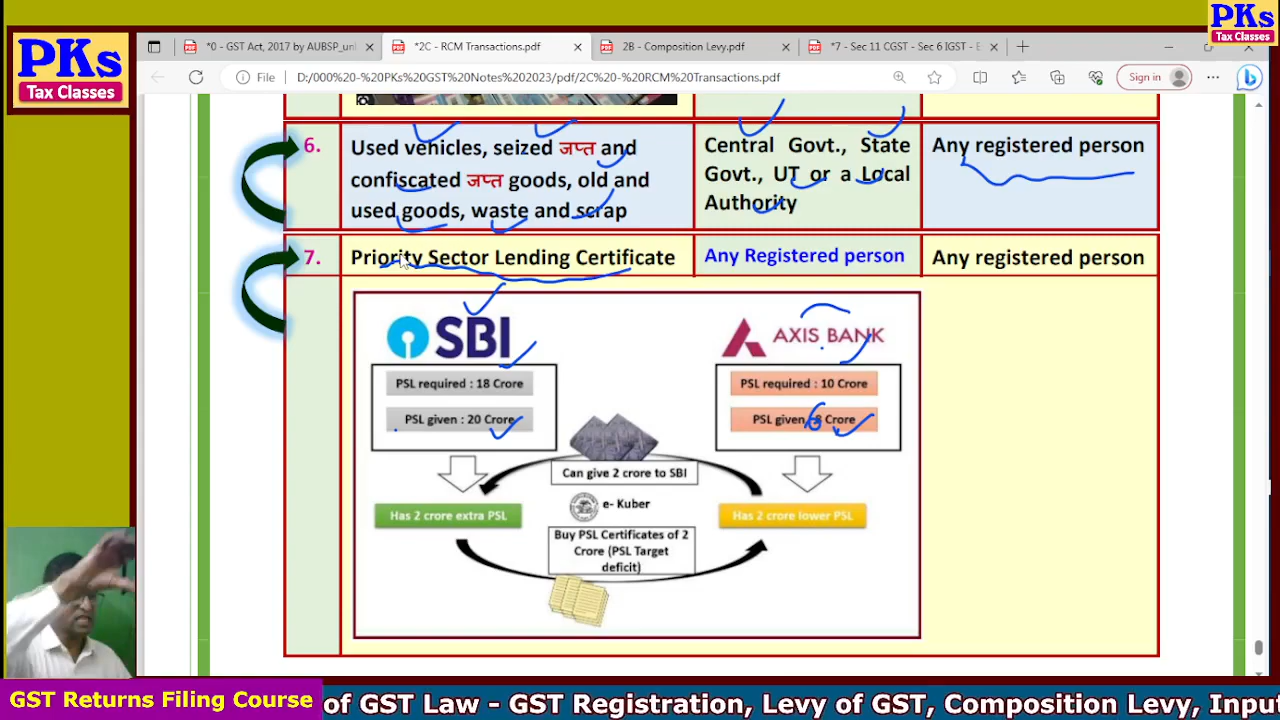 PKs
Tax Classes
PKs
Tax Classes
*0 - GST Act, 2017 by AUBSP_unl
*2C - RCM Transactions.pdf
2B - Composition Levy.pdf
*7 - Sec 11 CGST - Sec 6 IGST - E
File
D:/000%20-%20PKs%20GST%20Notes%202023/pdf/2C%20-%20RCM%20Transactions.pdf
Sign in
6.
Used vehicles, seized जप्त and
confiscated जप्त goods, old and
used goods, waste and scrap
Central Govt., State
Govt., UT or a Local
Authority
Any registered person
7.
Priority Sector Lending Certificate
Any Registered person
Any registered person
SBI
PSL required : 18 Crore
PSL given : 20 Crore
Has 2 crore extra PSL
AXIS BANK
PSL required : 10 Crore
PSL given : 8 Crore
6
Has 2 crore lower PSL
Can give 2 crore to SBI
e- Kuber
Buy PSL Certificates of 2
Crore (PSL Target
deficit)
GST Returns Filing Course
of GST Law - GST Registration, Levy of GST, Composition Levy, Inpu